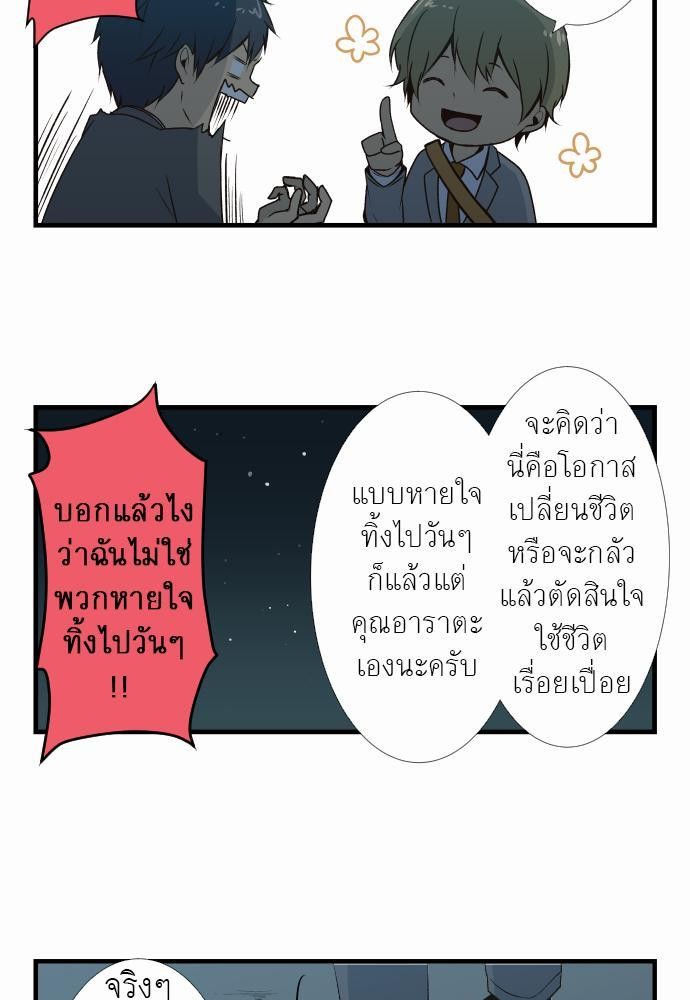 จะคิดว่า
นี่คือโอกาส
เปลี่ยนชีวิต
หรือจะกลัว
แล้วตัดสินใจ
ใช้ชีวิต
เรื่อยเปื่อย
แบบหายใจ
ทิ้งไปวันๆ
ก็แล้วแต่
คุณอาราตะ
เองนะครับ
บอกแล้วไง
ว่าฉันไม่ใช่
พวกหายใจ
ทิ้งไปวันๆ
!!
จริงๆ